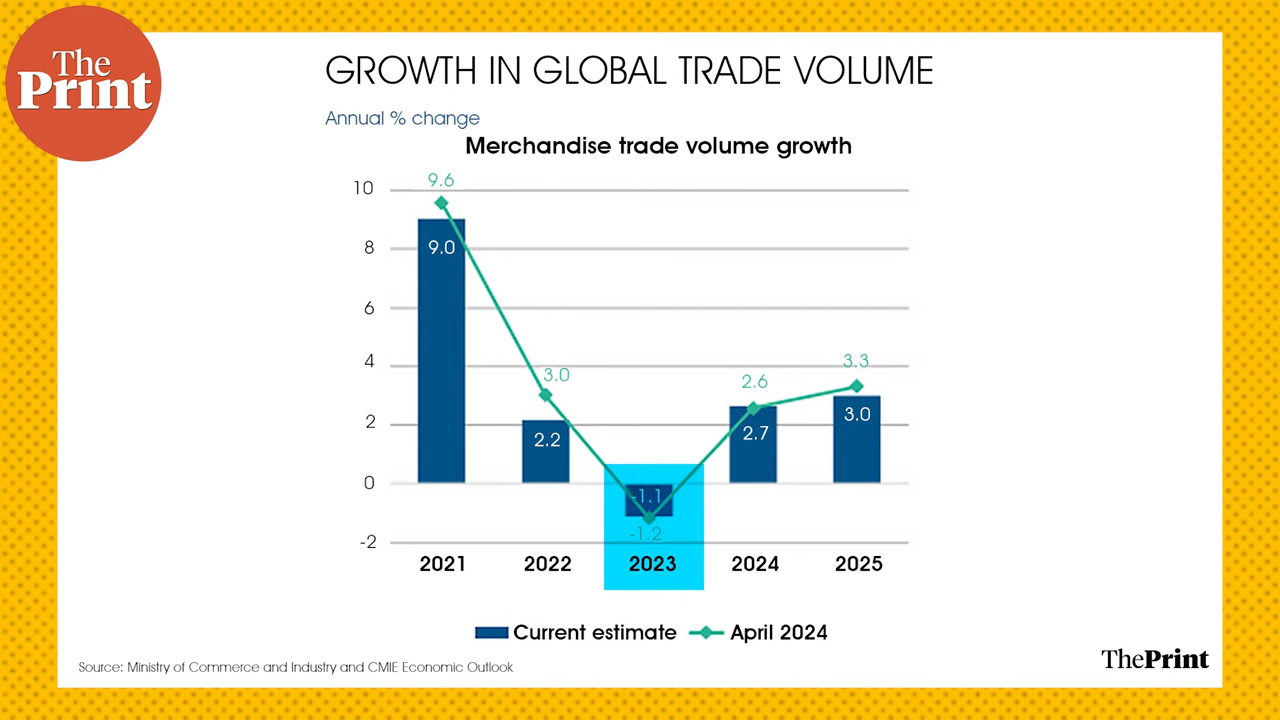 The
Print
GROWTH IN GLOBAL TRADE VOLUME
Annual % change
Merchandise trade volume growth
10
8
6
4
2
0
-2
9.6
9.0
3.0
2.2
-1.1
-1.2
2.6
2.7
3.3
3.0
2021 2022 2023 2024 2025
Current estimate April 2024
Source: Ministry of Commerce and Industry and CMIE Economic Outlook
ThePrint